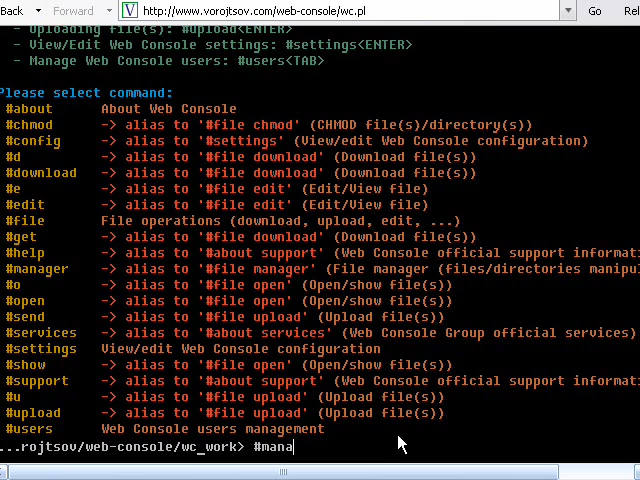 Back Forward http://www.vorojtsov.com/web-console/wc.pl Go
- Uploading file(s): #upload<ENTER>
- View/Edit Web Console settings: #settings<ENTER>
- Manage Web Console users: #users<TAB>
Please select command:
#about About Web Console
#chmod -> alias to '#file chmod' (CHMOD file(s)/directory(s))
#config -> alias to '#settings' (View/edit Web Console configuration)
#d -> alias to '#file download' (Download file(s))
#download -> alias to '#file download' (Download file(s))
#e -> alias to '#file edit' (Edit/View file)
#edit -> alias to '#file edit' (Edit/View file)
#file File operations (download, upload, edit, ...)
#get -> alias to '#file download' (Download file(s))
#help -> alias to '#about support' (Web Console official support informati
#manager -> alias to '#file manager' (File manager (files/directories manipul
#o -> alias to '#file open' (Open/show file(s))
#open -> alias to '#file open' (Open/show file(s))
#send -> alias to '#file upload' (Upload file(s))
#services -> alias to '#about services' (Web Console Group official services)
#settings View/edit Web Console configuration
#show -> alias to '#file open' (Open/show file(s))
#support -> alias to '#about support' (Web Console official support informati
#u -> alias to '#file upload' (Upload file(s))
#upload -> alias to '#file upload' (Upload file(s))
#users Web Console users management
...rojtsov/web-console/wc_work> #mana